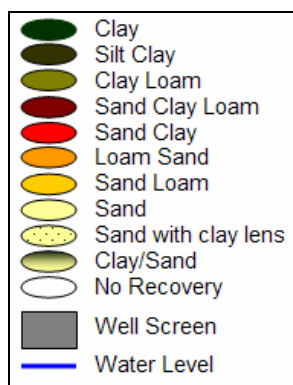 Clay
Silt Clay
Clay Loam
Sand Clay Loam
Sand Clay
Loam Sand
Sand Loam
Sand
Sand with clay lens
Clay/Sand
No Recovery
Well Screen
Water Level